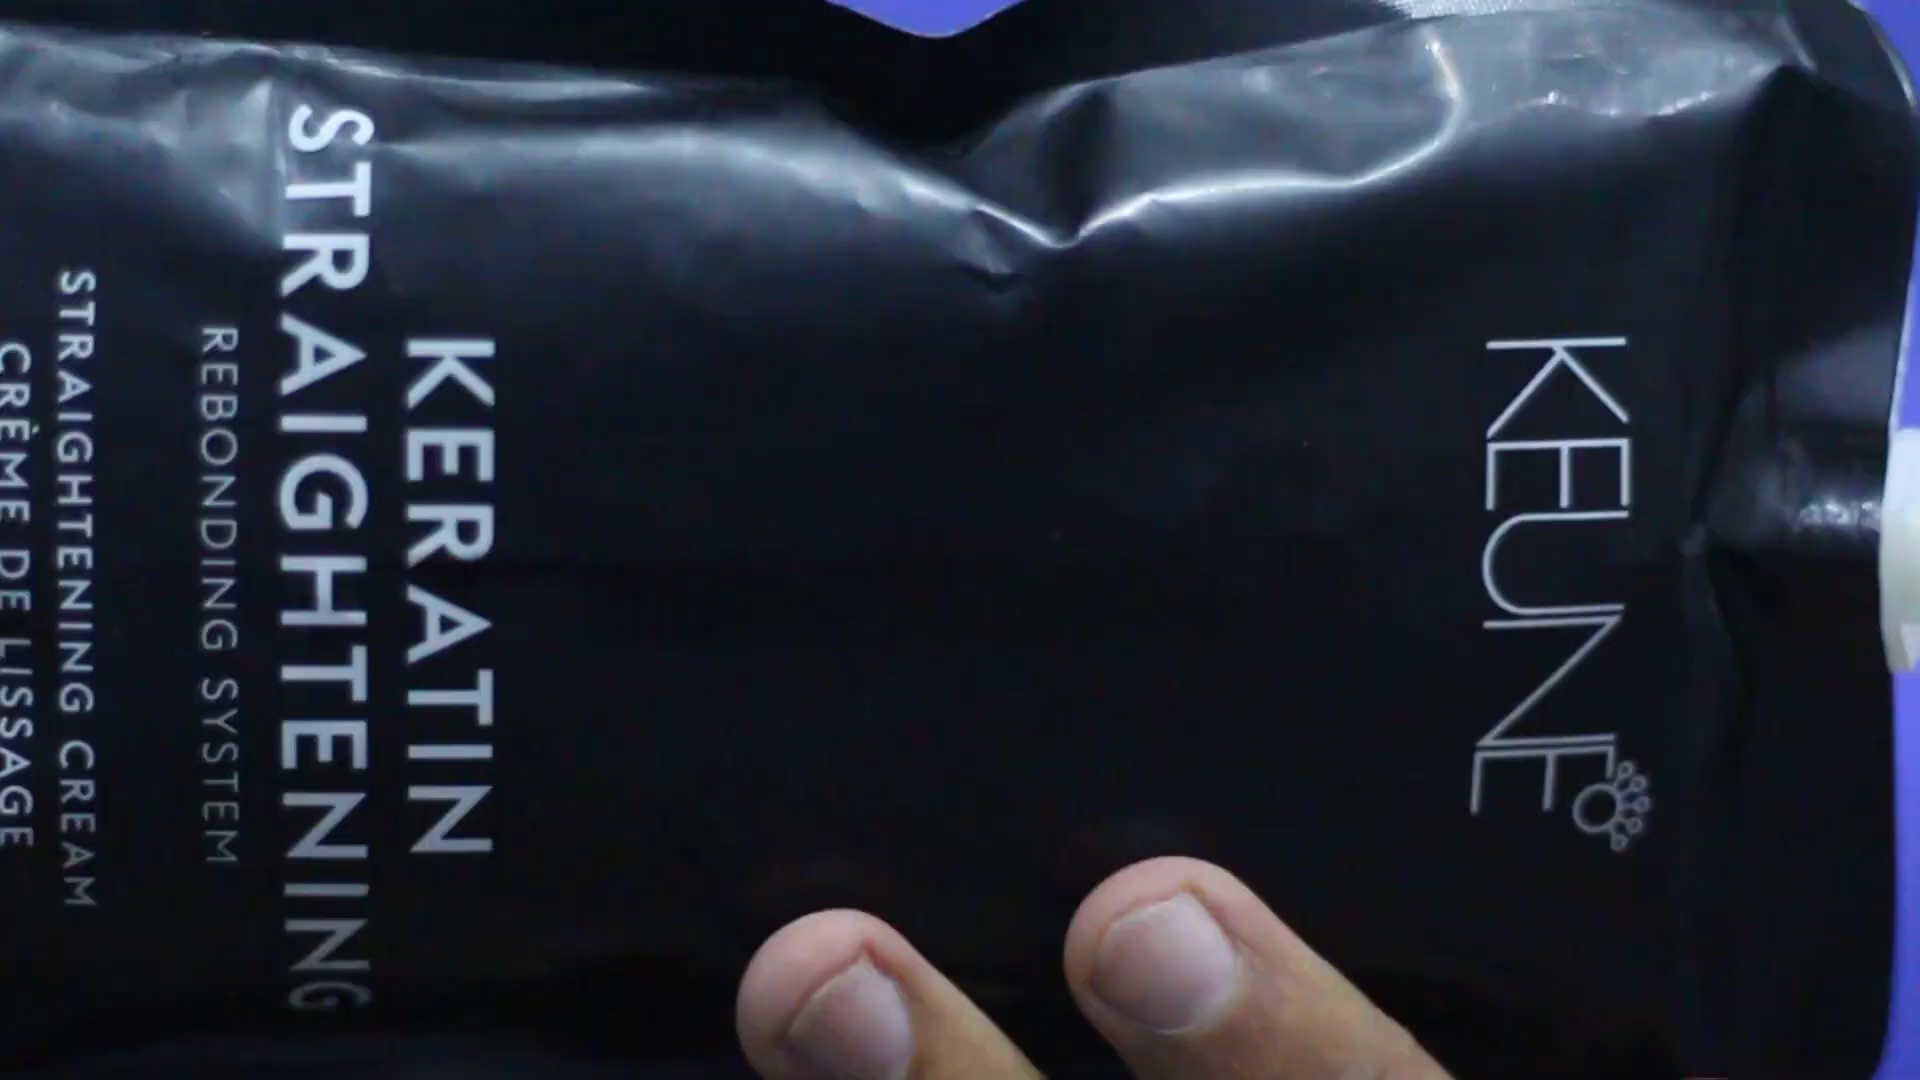 KEUNE
KERATIN
STRAIGHTENING
REBONDING SYSTEM
STRAIGHTENING CREAM
CRÈME DE LISSAGE